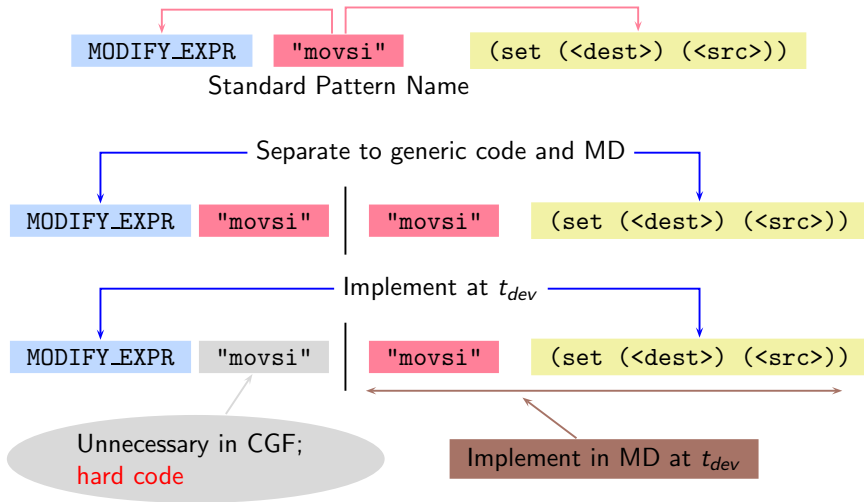 MODIFY_EXPR "movsi" (set (<dest>) (<src>))
Standard Pattern Name
Separate to generic code and MD
MODIFY_EXPR "movsi" "movsi" (set (<dest>) (<src>))
Implement at t_dev
MODIFY_EXPR "movsi" "movsi" (set (<dest>) (<src>))
Unnecessary in CGF;
hard code
Implement in MD at t_dev